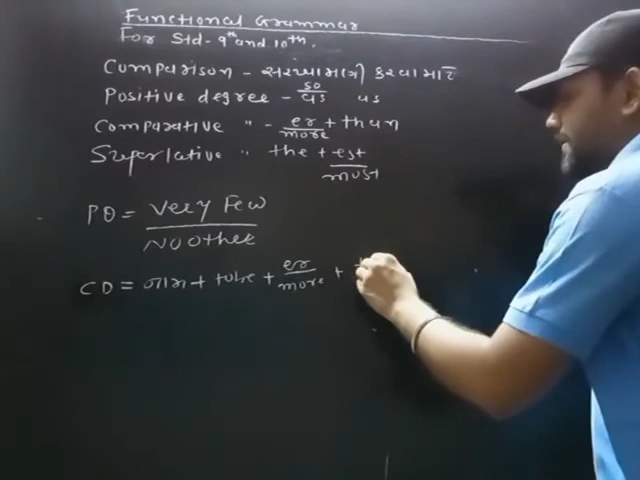 Functional Grammar
For Std- 9th and 10th.
Comparison - સરખામણી કરવા માટે
Positive degree - so/as as
Comparative " - er/more + than
Superlative " the + est/most
PD = Very Few/No other
CD = નામ + tobe + er/more +